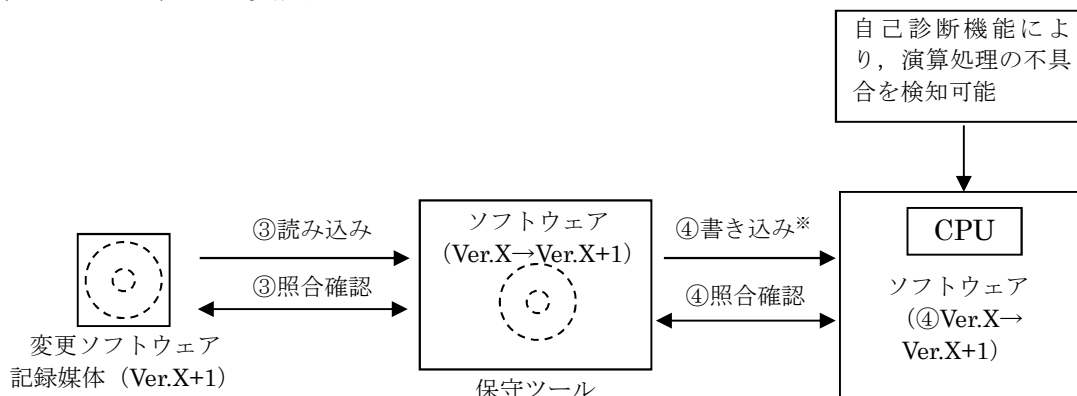 自己診断機能によ
り，演算処理の不具
合を検知可能
③読み込み
③照合確認
変更ソフトウェア
記録媒体（Ver.X+1）
ソフトウェア
（Ver.X→Ver.X+1）
保守ツール
④書き込み※
④照合確認
CPU
ソフトウェア
（④Ver.X→
Ver.X+1）